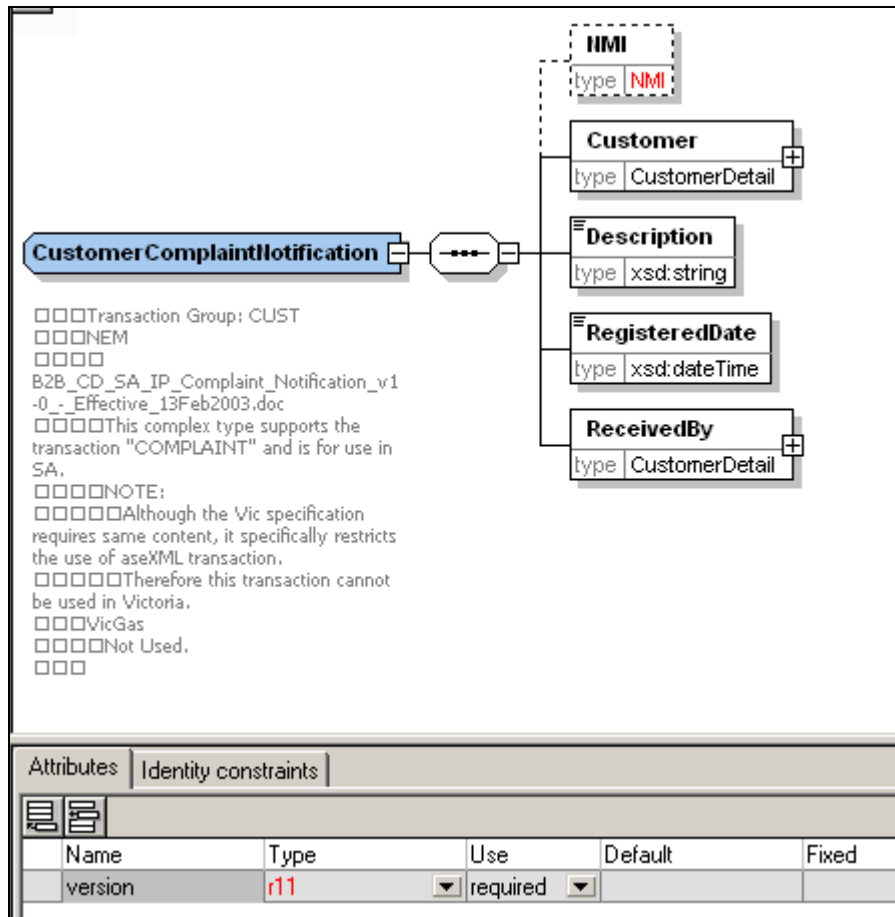 NMI
type NMI
Customer
type CustomerDetail
CustomerComplaintNotification
Description
type xsd:string
RegisteredDate
type xsd:dateTime
ReceivedBy
type CustomerDetail
□□□Transaction Group: CUST
□□□NEM
□□□□
B2B_CD_SA_IP_Complaint_Notification_v1
-0_-_Effective_13Feb2003.doc
□□□□This complex type supports the
transaction "COMPLAINT" and is for use in
SA.
□□□□NOTE:
□□□□□Although the Vic specification
requires same content, it specifically restricts
the use of aseXML transaction.
□□□□□Therefore this transaction cannot
be used in Victoria.
□□□VicGas
□□□□Not Used.
□□□
Attributes Identity constraints
Name Type Use Default Fixed
version r11 required